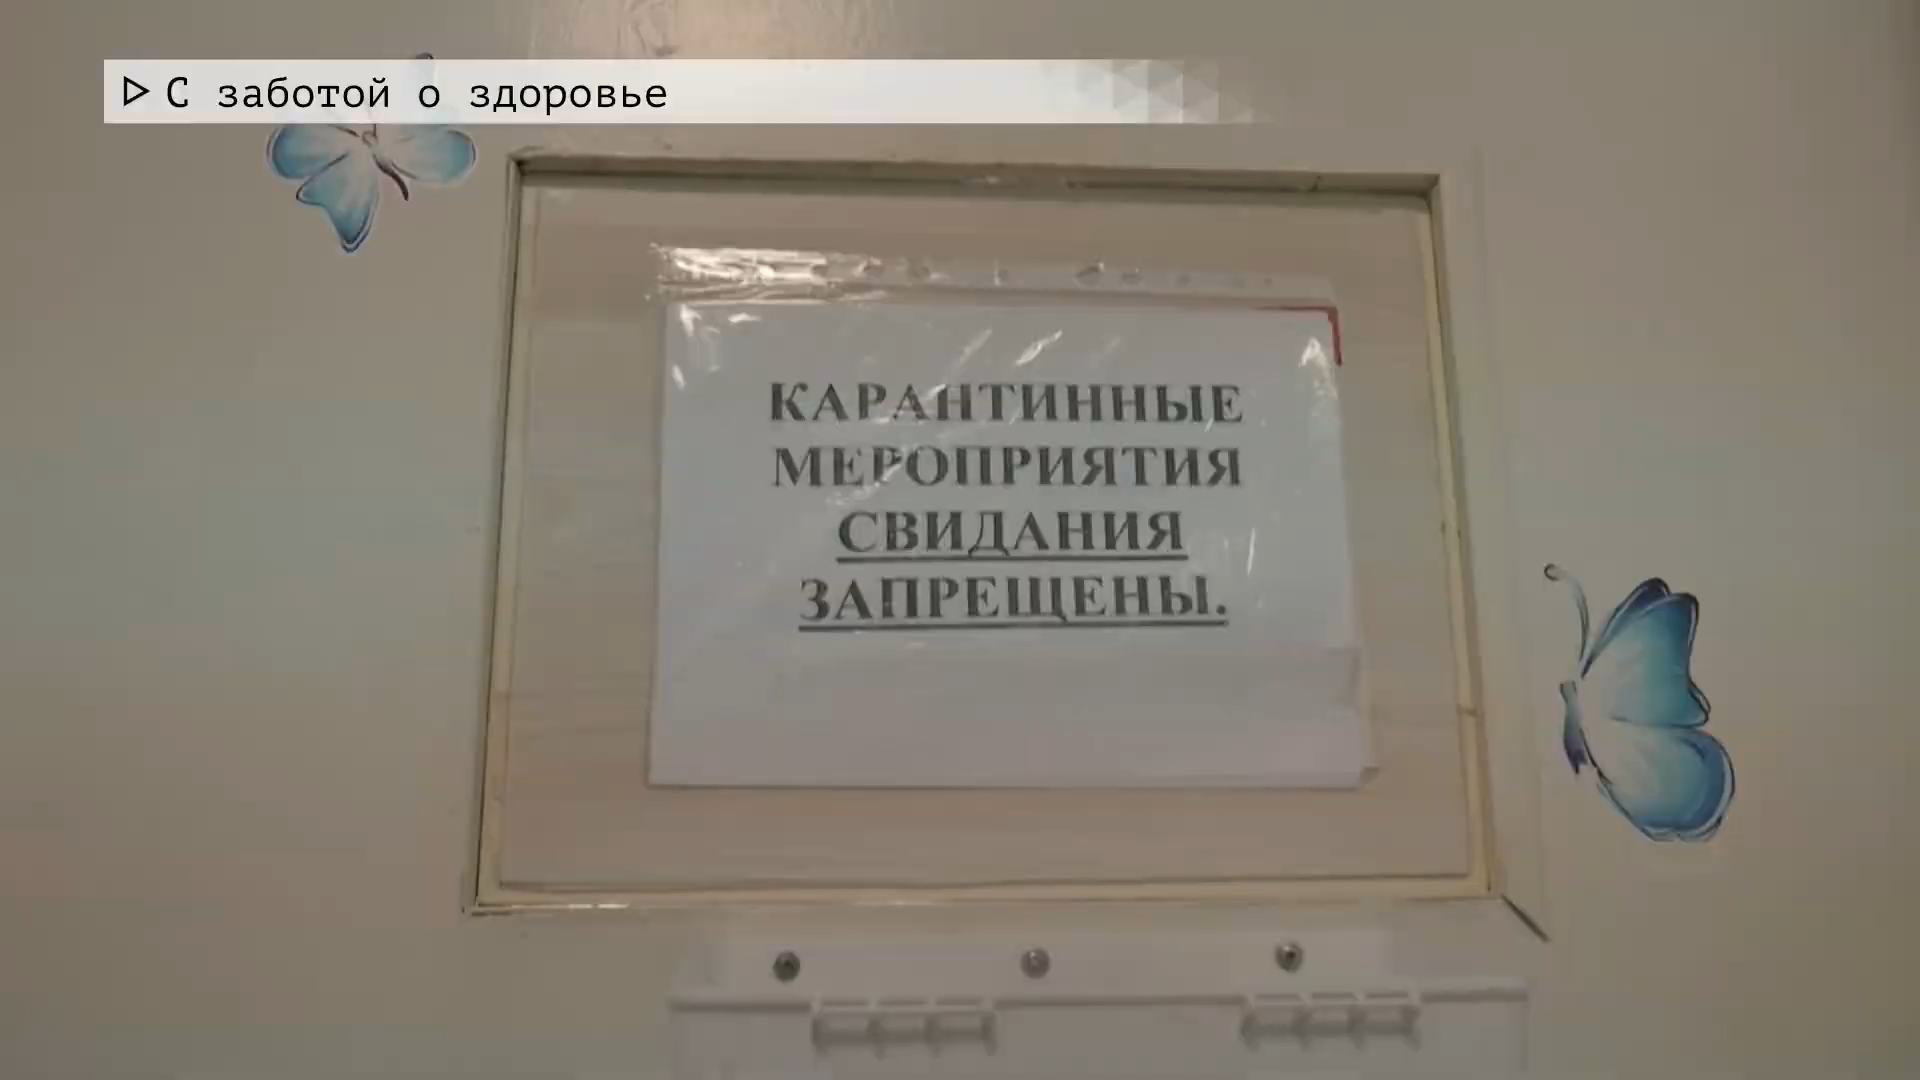 С заботой о здоровье
КАРАНТИННЫЕ
МЕРОПРИЯТИЯ
СВИДАНИЯ
ЗАПРЕЩЕНЫ.